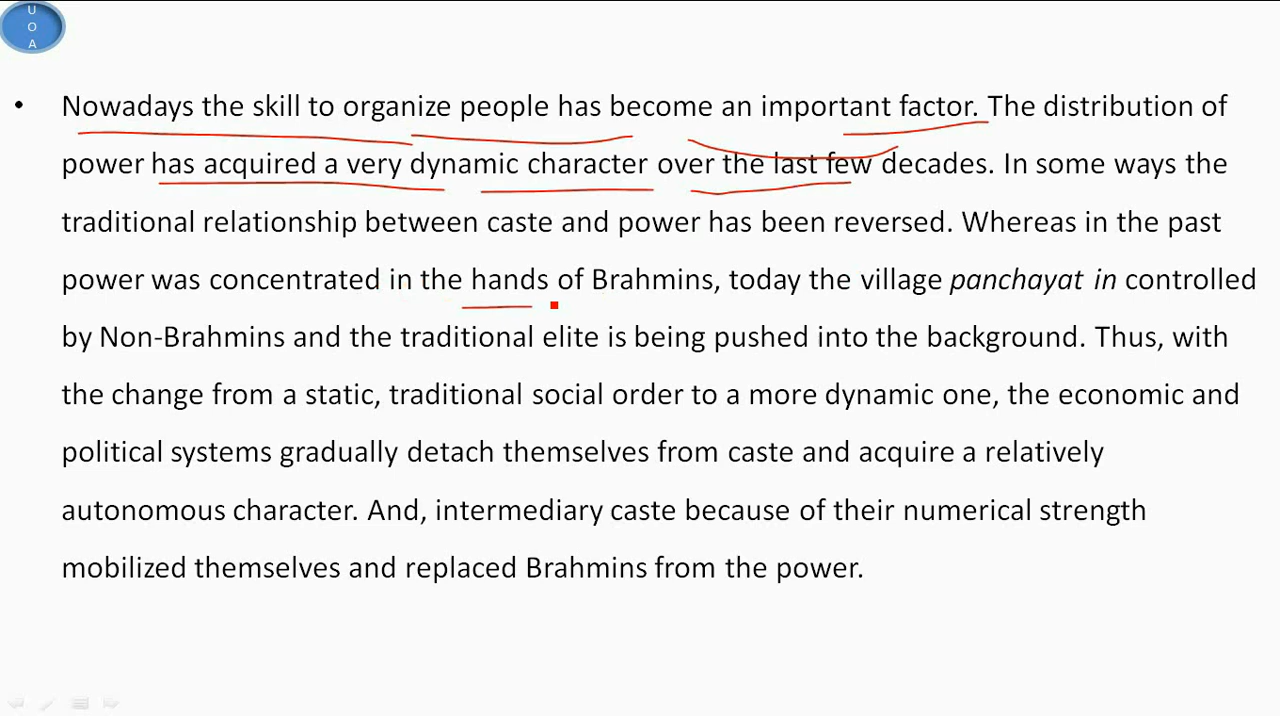 U
O
A
• Nowadays the skill to organize people has become an important factor. The distribution of
power has acquired a very dynamic character over the last few decades. In some ways the
traditional relationship between caste and power has been reversed. Whereas in the past
power was concentrated in the hands of Brahmins, today the village panchayat in controlled
by Non-Brahmins and the traditional elite is being pushed into the background. Thus, with
the change from a static, traditional social order to a more dynamic one, the economic and
political systems gradually detach themselves from caste and acquire a relatively
autonomous character. And, intermediary caste because of their numerical strength
mobilized themselves and replaced Brahmins from the power.